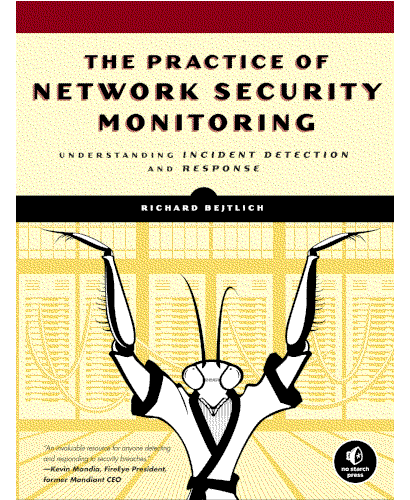 THE PRACTICE OF
NETWORK SECURITY
MONITORING
UNDERSTANDING INCIDENT DETECTION
AND RESPONSE
RICHARD BEJTLICH
"An invaluable resource for anyone detecting
and responding to security breaches."
—Kevin Mandia, FireEye President,
former Mandiant CEO
no starch
press